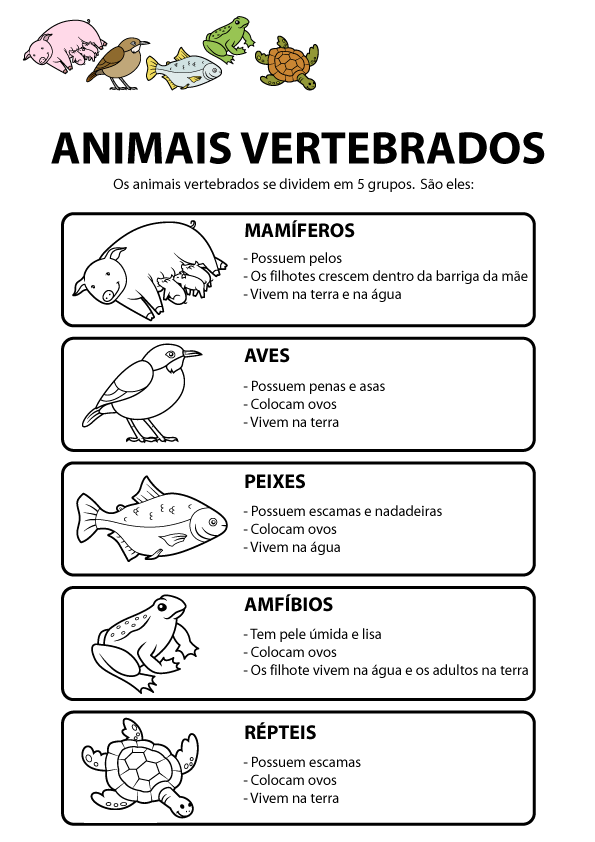 ANIMAIS VERTEBRADOS
Os animais vertebrados se dividem em 5 grupos. São eles:
MAMÍFEROS
- Possuem pelos
- Os filhotes crescem dentro da barriga da mãe
- Vivem na terra e na água
AVES
- Possuem penas e asas
- Colocam ovos
- Vivem na terra
PEIXES
- Possuem escamas e nadadeiras
- Colocam ovos
- Vivem na água
AMFÍBIOS
- Tem pele úmida e lisa
- Colocam ovos
- Os filhote vivem na água e os adultos na terra
RÉPTEIS
- Possuem escamas
- Colocam ovos
- Vivem na terra